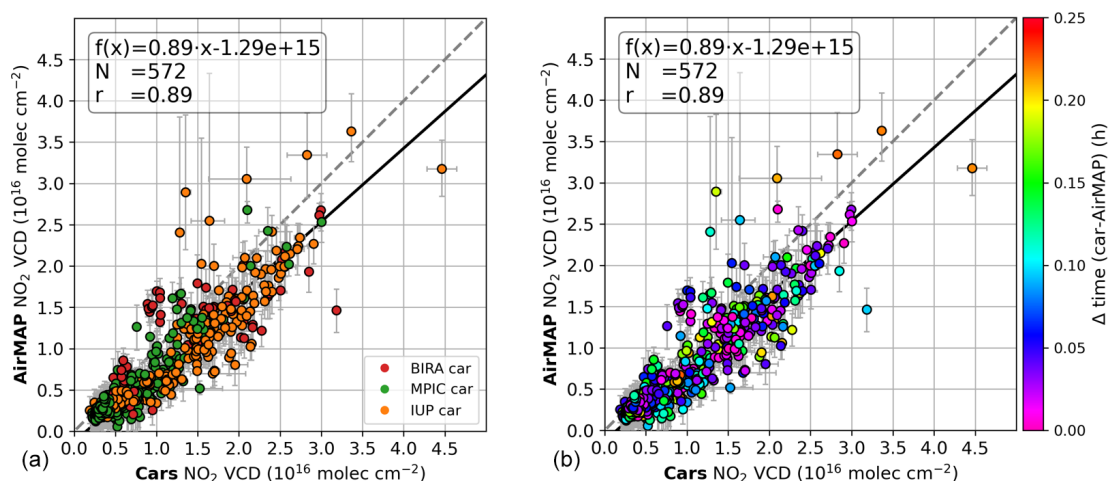 f(x)=0.89·x-1.29e+15
N =572
r =0.89
AirMAP NO₂ VCD (10¹⁶ molec cm⁻²)
4.5
4.0
3.5
3.0
2.5
2.0
1.5
1.0
0.5
0.0
BIRA car
MPIC car
IUP car
0.0 0.5 1.0 1.5 2.0 2.5 3.0 3.5 4.0 4.5
(a)
Cars NO₂ VCD (10¹⁶ molec cm⁻²)
f(x)=0.89·x-1.29e+15
N =572
r =0.89
AirMAP NO₂ VCD (10¹⁶ molec cm⁻²)
4.5
4.0
3.5
3.0
2.5
2.0
1.5
1.0
0.5
0.0
0.0 0.5 1.0 1.5 2.0 2.5 3.0 3.5 4.0 4.5
(b)
Cars NO₂ VCD (10¹⁶ molec cm⁻²)
0.25
0.20
0.15
0.10
0.05
0.00
Δ time (car-AirMAP) (h)